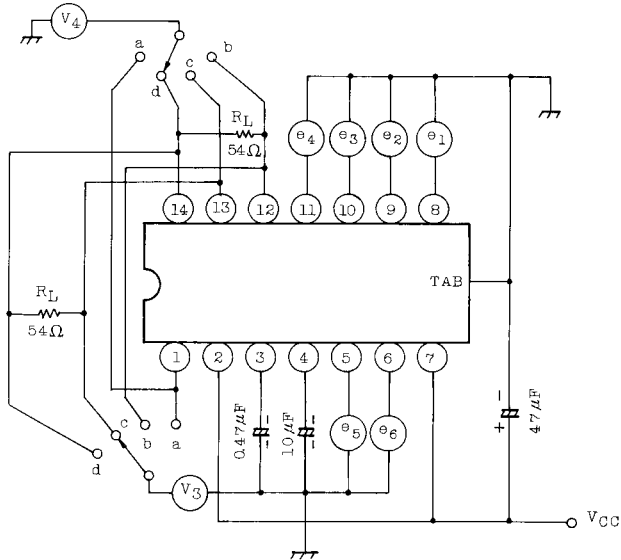 V4
a
b
d
c
RL
54Ω
e4
e3
e2
e1
14
13
12
11
10
9
8
TAB
RL
54Ω
1
2
3
4
5
6
7
c
b
a
d
0.47μF
10μF
e5
e6
- +
47μF
V3
VCC